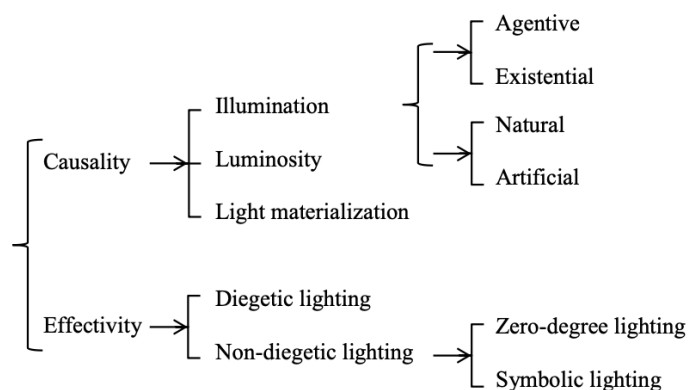 Agentive
Existential
Illumination
Natural
Causality
Luminosity
Artificial
Light materialization
Diegetic lighting
Effectivity
Zero-degree lighting
Non-diegetic lighting
Symbolic lighting